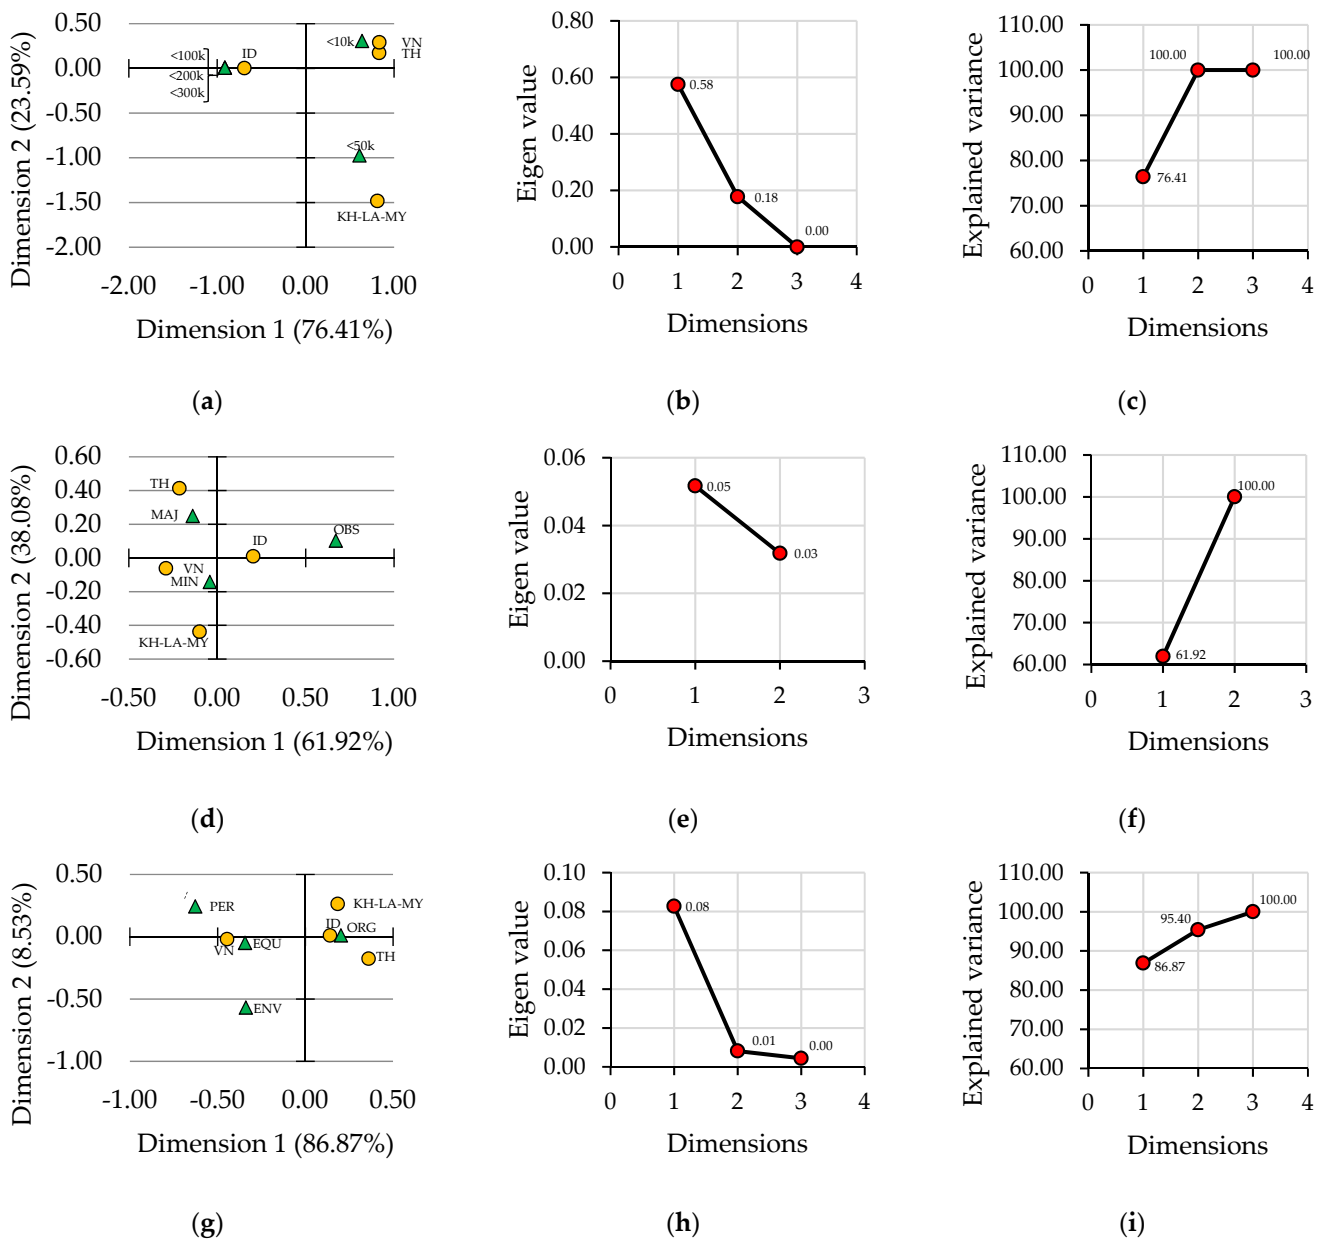 0.50
0.00
-0.50
-1.00
-1.50
-2.00
-2.00
-1.00
0.00
1.00
Dimension 2 (23.59%)
Dimension 1 (76.41%)
<100k
<200k
<300k
ID
<10k
VN
TH
<50k
KH-LA-MY
(a)
0.80
0.60
0.40
0.20
0.00
0
1
2
3
4
Eigen value
Dimensions
0.58
0.18
0.00
(b)
110.00
100.00
90.00
80.00
70.00
60.00
0
1
2
3
4
Explained variance
Dimensions
76.41
100.00
100.00
(c)
0.60
0.40
0.20
0.00
-0.20
-0.40
-0.60
-0.50
0.00
0.50
1.00
Dimension 2 (38.08%)
Dimension 1 (61.92%)
TH
MAJ
OBS
ID
VN
MIN
KH-LA-MY
(d)
0.06
0.04
0.02
0.00
0
1
2
3
Eigen value
Dimensions
0.05
0.03
(e)
110.00
100.00
90.00
80.00
70.00
60.00
0
1
2
3
Explained variance
Dimensions
61.92
100.00
(f)
0.50
0.00
-0.50
-1.00
-1.00
-0.50
0.00
0.50
Dimension 2 (8.53%)
Dimension 1 (86.87%)
PER
KH-LA-MY
ID
ORG
VN
EQU
TH
ENV
(g)
0.10
0.08
0.06
0.04
0.02
0.00
0
1
2
3
4
Eigen value
Dimensions
0.08
0.01
0.00
(h)
110.00
100.00
90.00
80.00
70.00
60.00
0
1
2
3
4
Explained variance
Dimensions
86.87
95.40
100.00
(i)